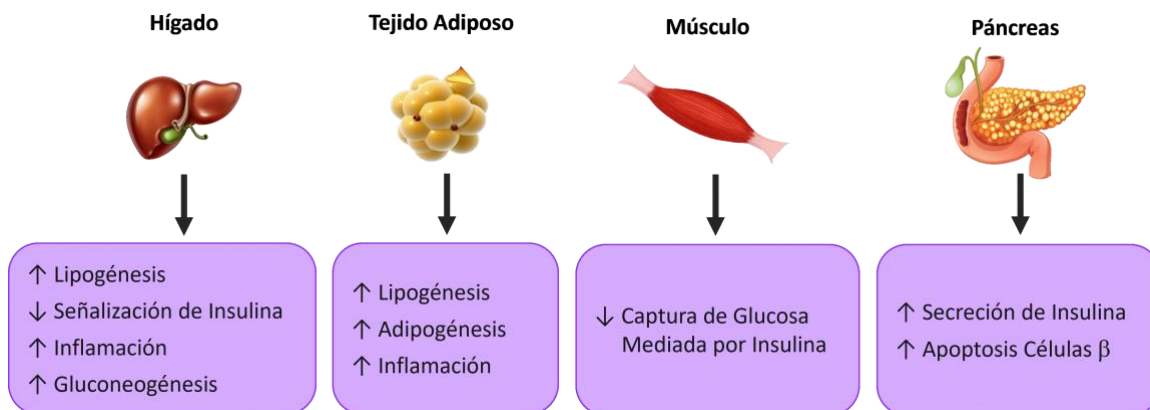 Hígado
Tejido Adiposo
Músculo
Páncreas
↑ Lipogénesis
↓ Señalización de Insulina
↑ Inflamación
↑ Gluconeogénesis
↑ Lipogénesis
↑ Adipogénesis
↑ Inflamación
↓ Captura de Glucosa
Mediada por Insulina
↑ Secreción de Insulina
↑ Apoptosis Células β